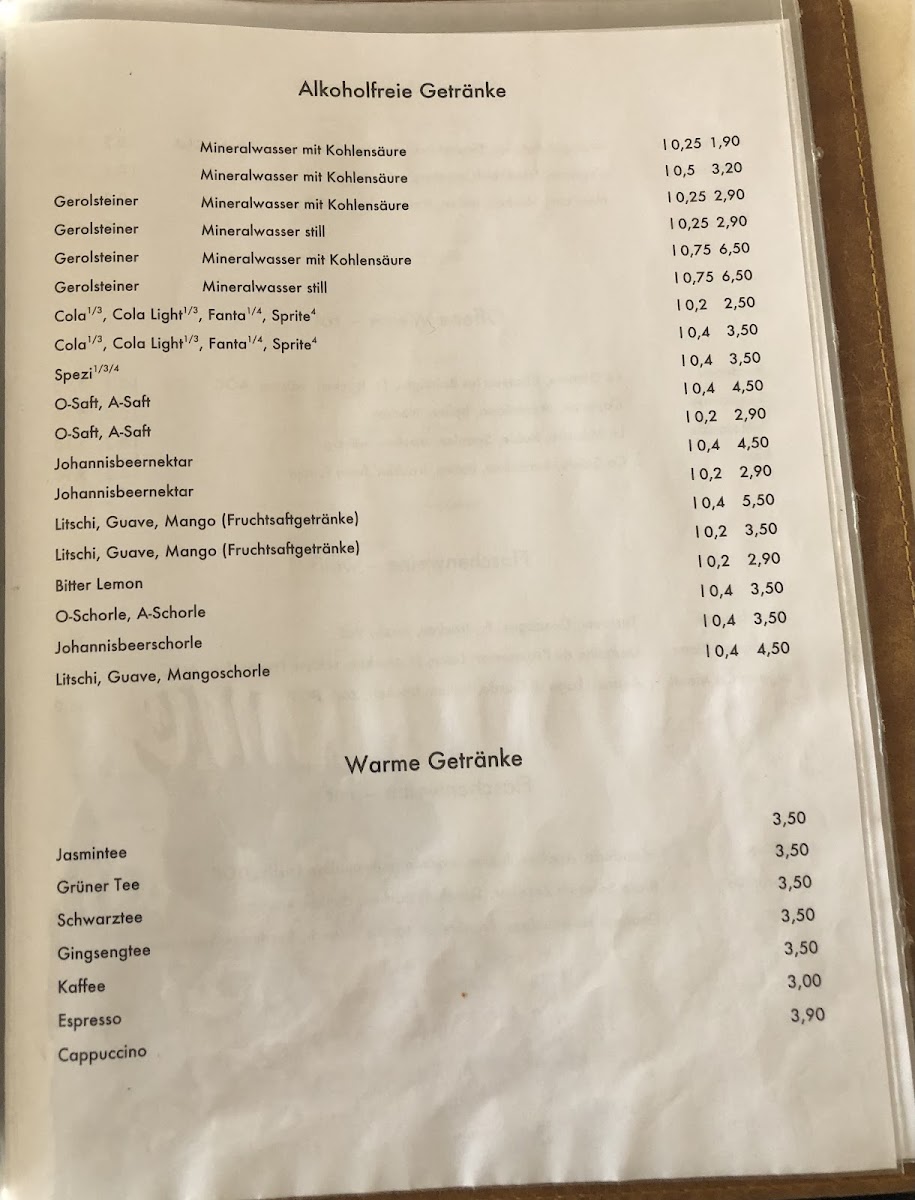 Alkoholfreie Getränke
Mineralwasser mit Kohlensäure l 0,25 1,90
Mineralwasser mit Kohlensäure l 0,5 3,20
Gerolsteiner Mineralwasser mit Kohlensäure l 0,25 2,90
Gerolsteiner Mineralwasser still l 0,25 2,90
Gerolsteiner Mineralwasser mit Kohlensäure l 0,75 6,50
Gerolsteiner Mineralwasser still l 0,75 6,50
Cola1/3, Cola Light1/3, Fanta1/4, Sprite4 l 0,2 2,50
Cola1/3, Cola Light1/3, Fanta1/4, Sprite4 l 0,4 3,50
Spezi1/3/4 l 0,4 3,50
O-Saft, A-Saft l 0,4 4,50
O-Saft, A-Saft l 0,2 2,90
Johannisbeernektar l 0,4 4,50
Johannisbeernektar l 0,2 2,90
Litschi, Guave, Mango (Fruchtsaftgetränke) l 0,4 5,50
Litschi, Guave, Mango (Fruchtsaftgetränke) l 0,2 3,50
Bitter Lemon l 0,2 2,90
O-Schorle, A-Schorle l 0,4 3,50
Johannisbeerschorle l 0,4 3,50
Litschi, Guave, Mangoschorle l 0,4 4,50
Warme Getränke
Jasmintee 3,50
Grüner Tee 3,50
Schwarztee 3,50
Gingsengtee 3,50
Kaffee 3,50
Espresso 3,00
Cappuccino 3,90